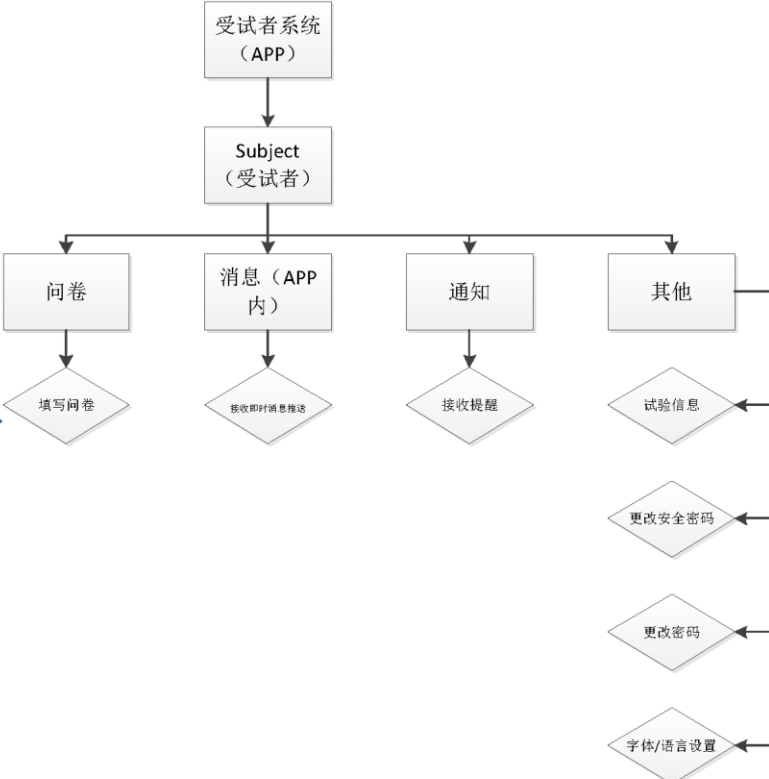 受试者系统
（APP）
Subject
（受试者）
问卷
消息（APP
内）
通知
其他
填写问卷
接收即时消息推送
接收提醒
试验信息
更改安全密码
更改密码
字体/语言设置